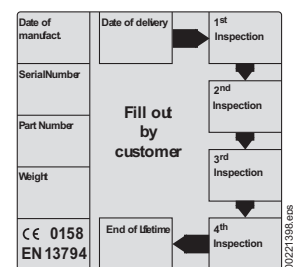 Date of
manufact.
Date of delivery
1st
Inspection
SerialNumber
2nd
Inspection
Fill out
by
customer
Part Number
3rd
Inspection
Weight
CE 0158
EN 13794
End of Lifetime
4th
Inspection
00221398.eps